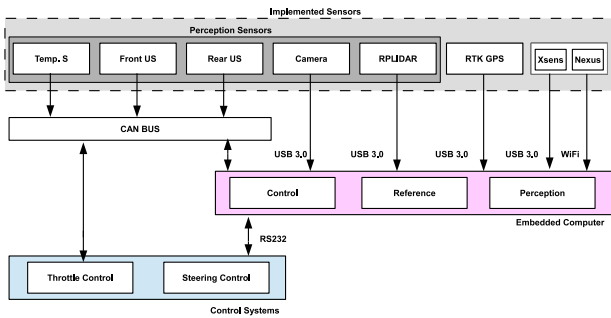 Implemented Sensors
Perception Sensors
Temp. S
Front US
Rear US
Camera
RPLIDAR
RTK GPS
Xsens
Nexus
CAN BUS
USB 3.0
USB 3.0
USB 3.0
USB 3.0
WiFi
Control
Reference
Perception
Embedded Computer
RS232
Throttle Control
Steering Control
Control Systems